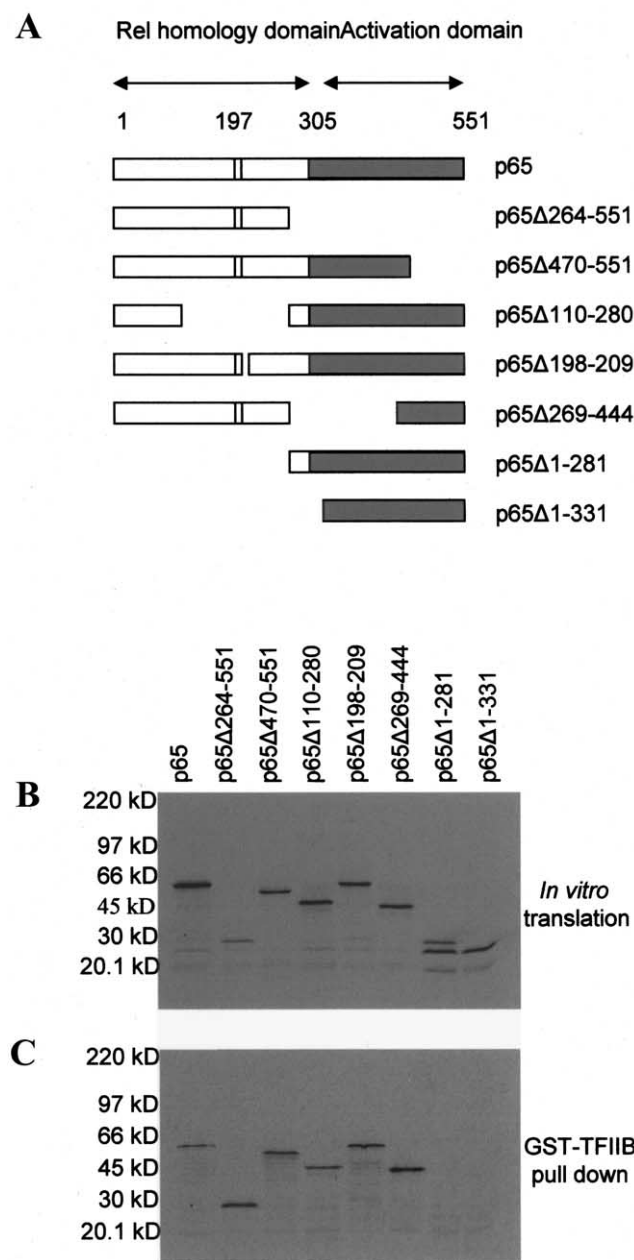 A
Rel homology domainActivation domain
1 197 305 551
p65
p65Δ264-551
p65Δ470-551
p65Δ110-280
p65Δ198-209
p65Δ269-444
p65Δ1-281
p65Δ1-331
p65
p65Δ264-551
p65Δ470-551
p65Δ110-280
p65Δ198-209
p65Δ269-444
p65Δ1-281
p65Δ1-331
B
220 kD
97 kD
66 kD
45 kD
30 kD
20.1 kD
In vitro
translation
C
220 kD
97 kD
66 kD
45 kD
30 kD
20.1 kD
GST-TFIIB
pull down